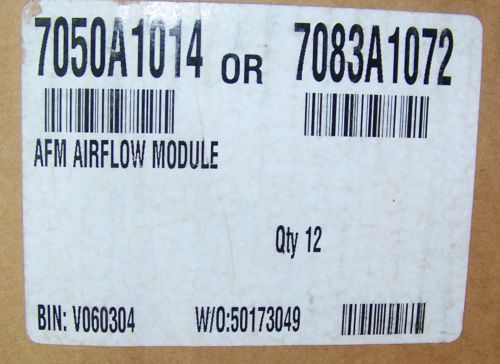 7050A1014 OR 7083A1072
AFM AIRFLOW MODULE
Qty 12
BIN: V060304 W/O:50173049